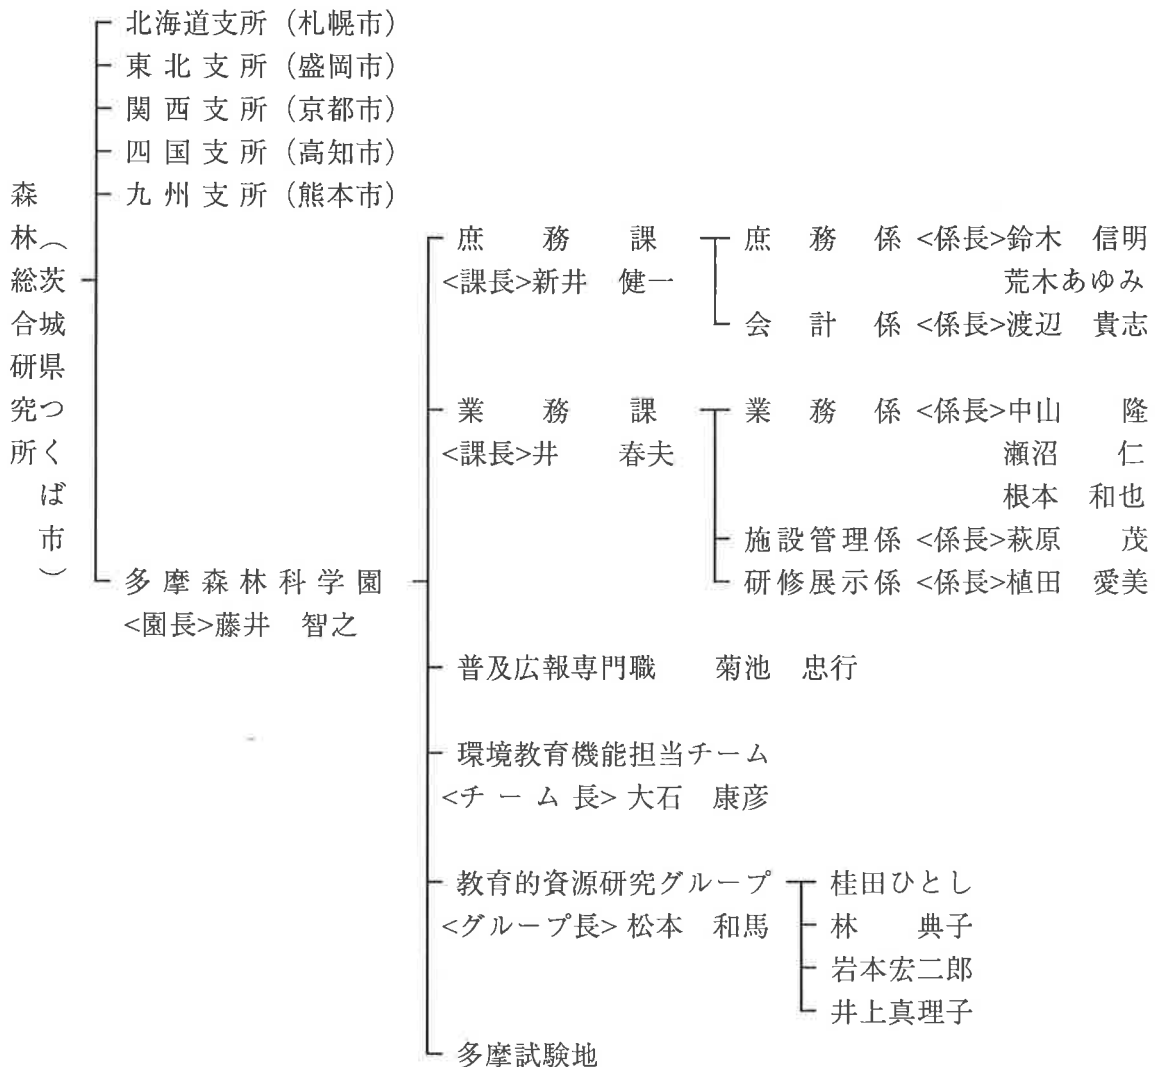 森林総合研究所
（茨城県つくば市）
北海道支所（札幌市）
東北支所（盛岡市）
関西支所（京都市）
四国支所（高知市）
九州支所（熊本市）
多摩森林科学園
<園長>藤井　智之
庶務課
<課長>新井　健一
庶務係 <係長>鈴木　信明
荒木あゆみ
会計係 <係長>渡辺　貴志
業務課
<課長>井　春夫
業務係 <係長>中山　隆
瀬沼　仁
根本　和也
施設管理係 <係長>萩原　茂
研修展示係 <係長>植田　愛美
普及広報専門職　菊池　忠行
環境教育機能担当チーム
<チーム長> 大石　康彦
教育的資源研究グループ
<グループ長> 松本　和馬
桂田ひとし
林　典子
岩本宏二郎
井上真理子
多摩試験地